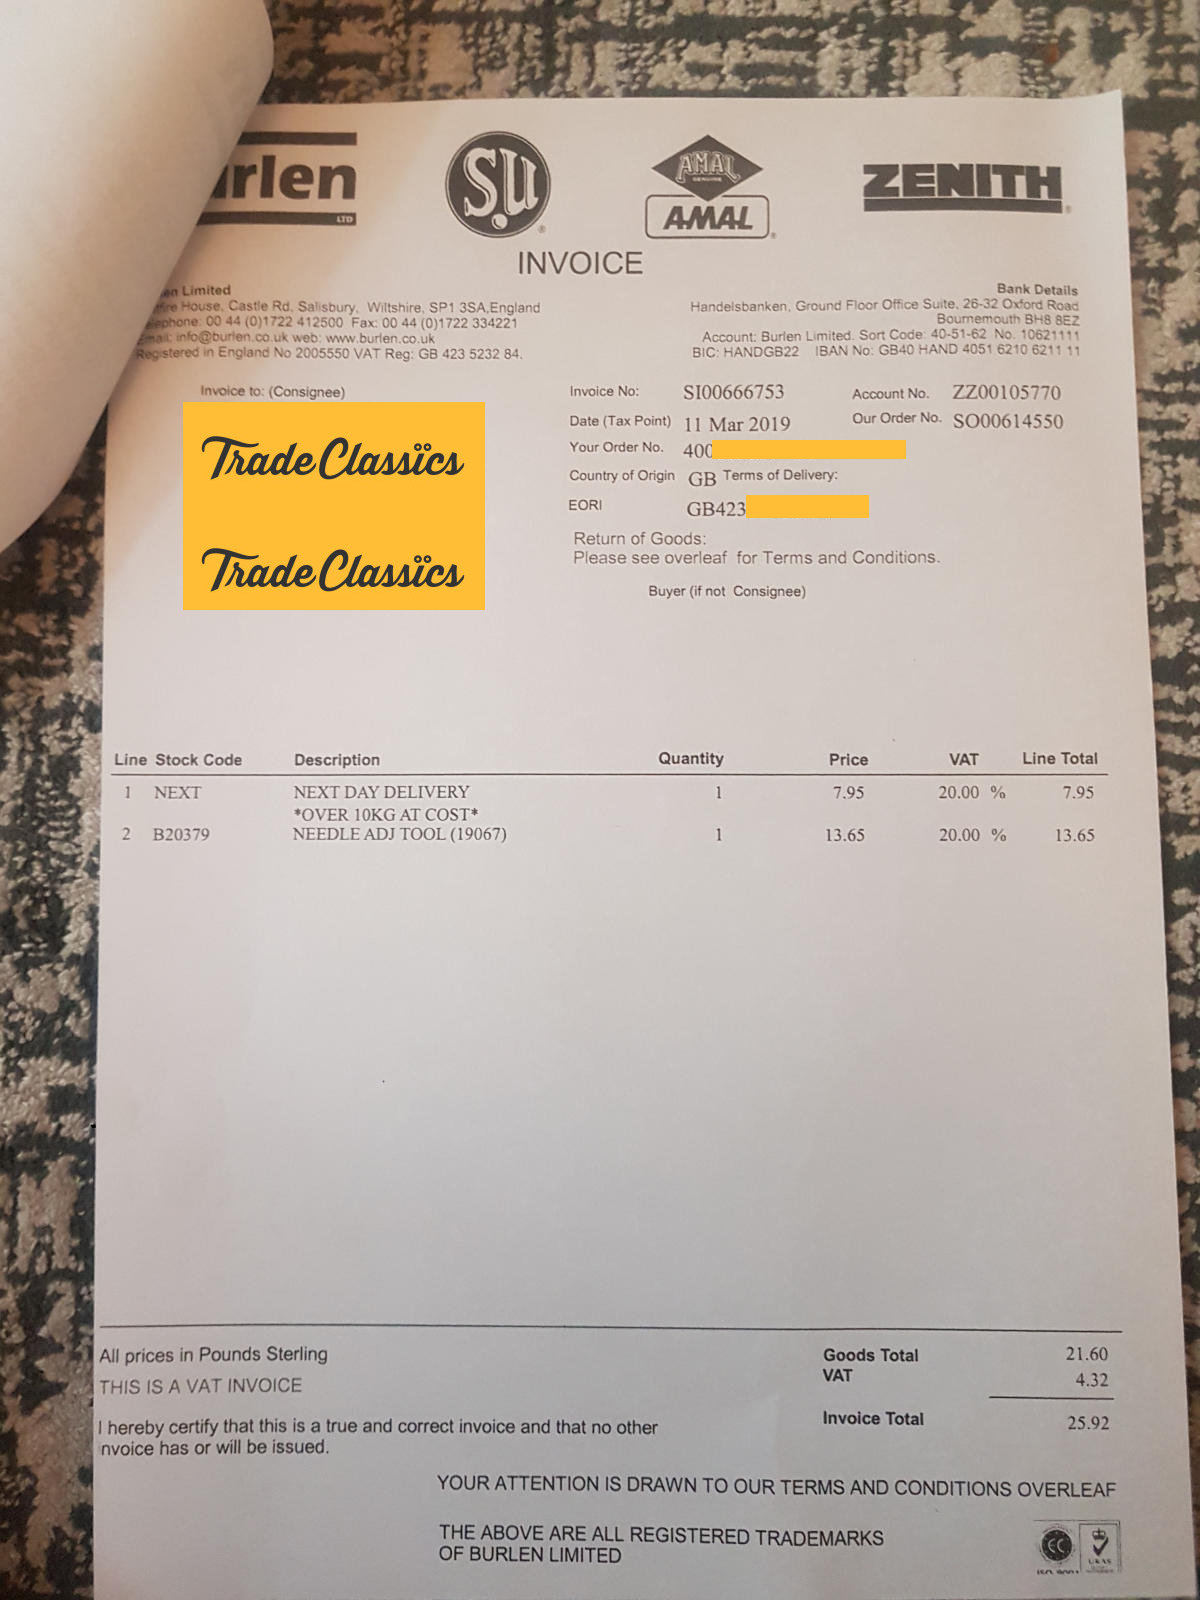 urlen
LTD
S.U
AMAL
GENUINE
AMAL
ZENITH
INVOICE
en Limited
fire House, Castle Rd, Salisbury, Wiltshire, SP1 3SA,England
elephone: 00 44 (0)1722 412500 Fax: 00 44 (0)1722 334221
Email: info@burlen.co.uk web: www.burlen.co.uk
Registered in England No 2005550 VAT Reg: GB 423 5232 84.
Bank Details
Handelsbanken, Ground Floor Office Suite, 26-32 Oxford Road
Bournemouth BH8 8EZ
Account: Burlen Limited. Sort Code: 40-51-62 No. 10621111
BIC: HANDGB22 IBAN No: GB40 HAND 4051 6210 6211 11
Invoice to: (Consignee)
Trade Classics
Trade Classics
Invoice No: SI00666753 Account No. ZZ00105770
Date (Tax Point) 11 Mar 2019 Our Order No. SO00614550
Your Order No. 400
Country of Origin GB Terms of Delivery:
EORI GB423
Return of Goods:
Please see overleaf for Terms and Conditions.
Buyer (if not Consignee)
Line Stock Code Description Quantity Price VAT Line Total
1 NEXT NEXT DAY DELIVERY 1 7.95 20.00 % 7.95
*OVER 10KG AT COST*
2 B20379 NEEDLE ADJ TOOL (19067) 1 13.65 20.00 % 13.65
All prices in Pounds Sterling
THIS IS A VAT INVOICE
I hereby certify that this is a true and correct invoice and that no other
nvoice has or will be issued.
Goods Total 21.60
VAT 4.32
Invoice Total 25.92
YOUR ATTENTION IS DRAWN TO OUR TERMS AND CONDITIONS OVERLEAF
THE ABOVE ARE ALL REGISTERED TRADEMARKS
OF BURLEN LIMITED
UKAS